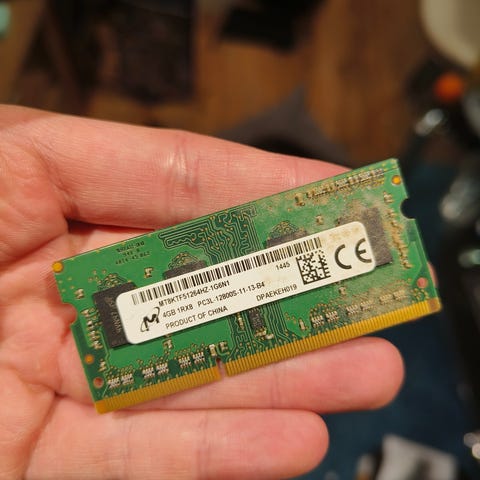 MT8KTF51264HZ-1G6N1
1445
4GB 1RX8 PC3L-12800S-11-13-B4
PRODUCT OF CHINA
DPAEKEH019
CE